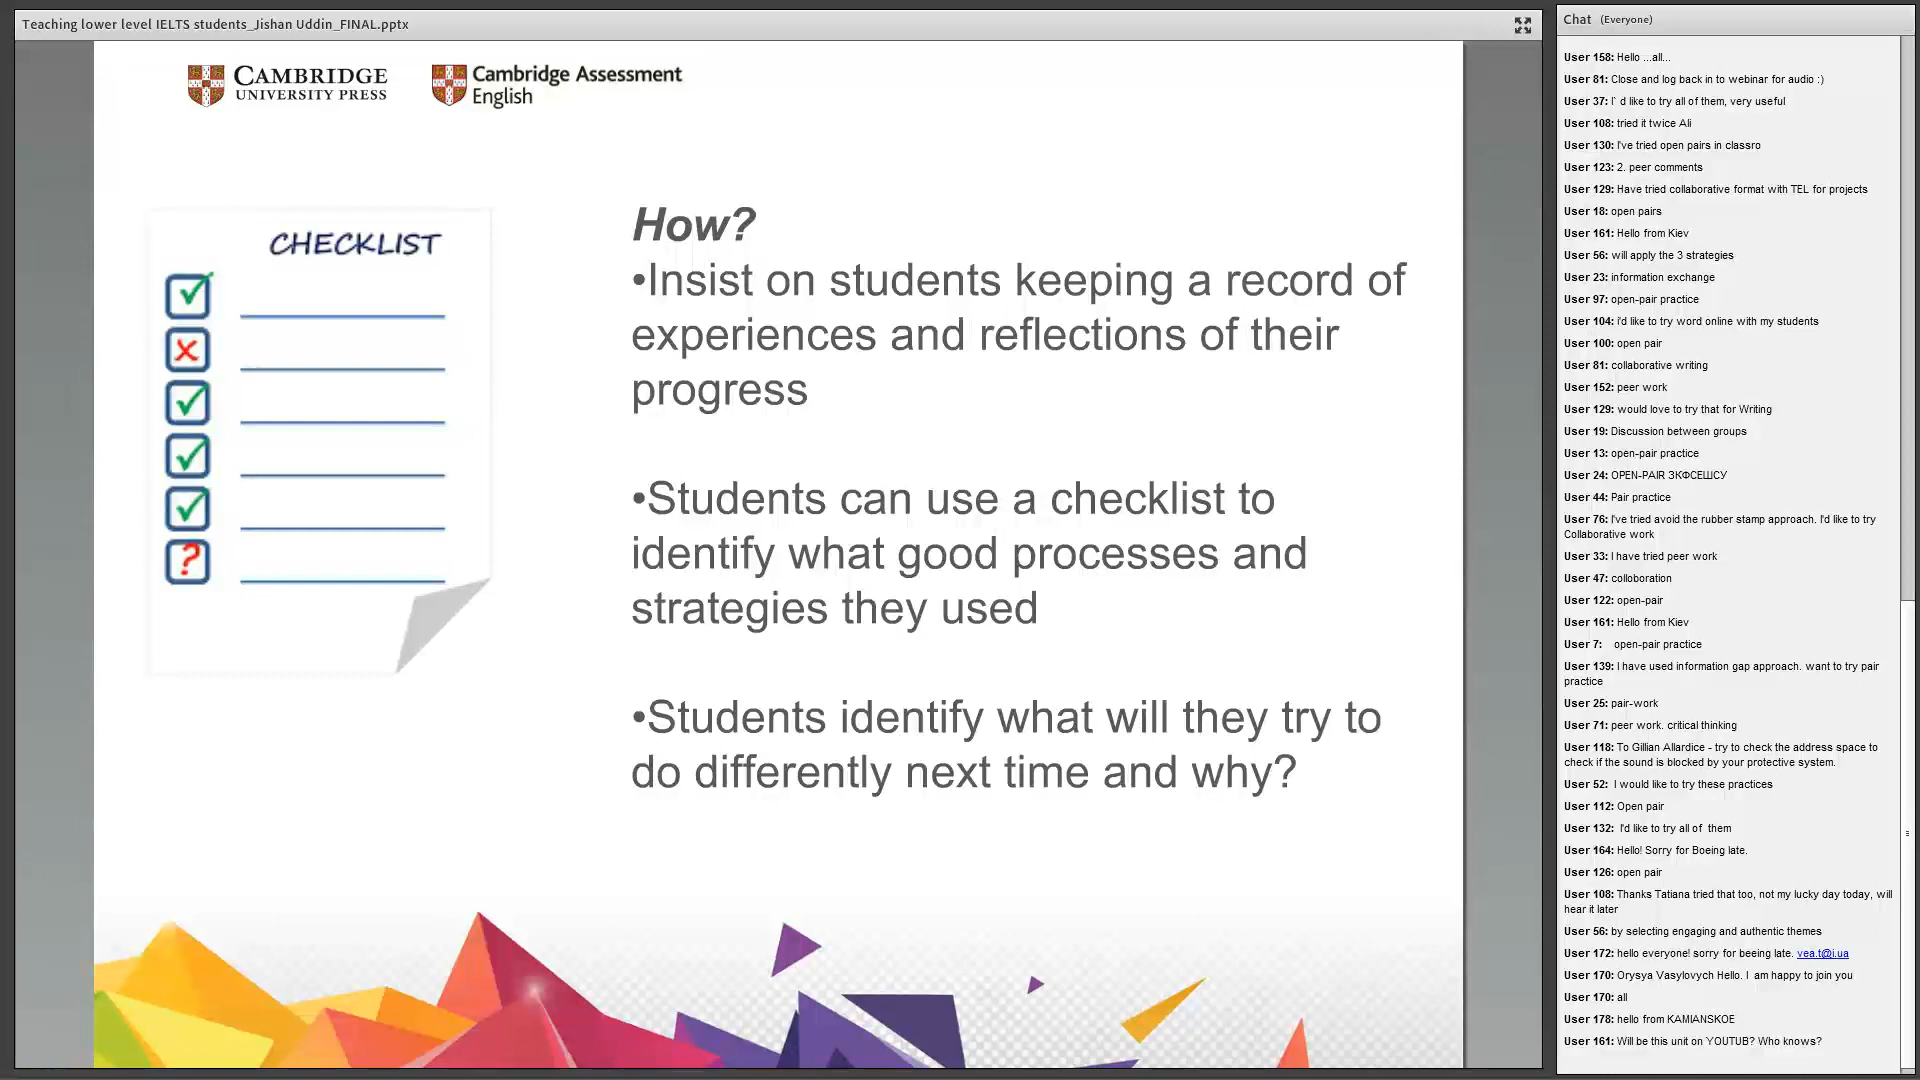 Teaching lower level IELTS students_Jishan Uddin_FINAL.pptx
CAMBRIDGE
UNIVERSITY PRESS
Cambridge Assessment
English
CHECKLIST
How?
•Insist on students keeping a record of
experiences and reflections of their
progress
•Students can use a checklist to
identify what good processes and
strategies they used
•Students identify what will they try to
do differently next time and why?
Chat (Everyone)
User 158: Hello ...all...
User 81: Close and log back in to webinar for audio :)
User 37: I` d like to try all of them, very useful
User 108: tried it twice Ali
User 130: I've tried open pairs in classro
User 123: 2. peer comments
User 129: Have tried collaborative format with TEL for projects
User 18: open pairs
User 161: Hello from Kiev
User 56: will apply the 3 strategies
User 23: information exchange
User 97: open-pair practice
User 104: i'd like to try word online with my students
User 100: open pair
User 81: collaborative writing
User 152: peer work
User 129: would love to try that for Writing
User 19: Discussion between groups
User 13: open-pair practice
User 24: OPEN-PAIR ЗКФСЕШСУ
User 44: Pair practice
User 76: I've tried avoid the rubber stamp approach. I'd like to try
Collaborative work
User 33: I have tried peer work
User 47: colloboration
User 122: open-pair
User 161: Hello from Kiev
User 7: open-pair practice
User 139: I have used information gap approach. want to try pair
practice
User 25: pair-work
User 71: peer work. critical thinking
User 118: To Gillian Allardice - try to check the address space to
check if the sound is blocked by your protective system.
User 52: I would like to try these practices
User 112: Open pair
User 132: I'd like to try all of them
User 164: Hello! Sorry for Boeing late.
User 126: open pair
User 108: Thanks Tatiana tried that too, not my lucky day today, will
hear it later
User 56: by selecting engaging and authentic themes
User 172: hello everyone! sorry for beeing late. vea.t@i.ua
User 170: Orysya Vasylovych Hello. I am happy to join you
User 170: all
User 178: hello from KAMIANSKOE
User 161: Will be this unit on YOUTUB? Who knows?